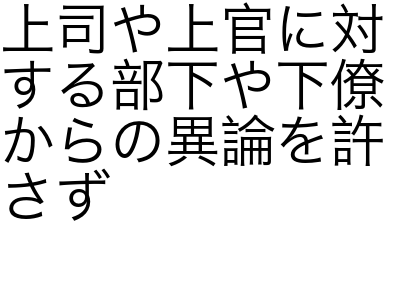 上司や上官に対
する部下や下僚
からの異論を許
さず